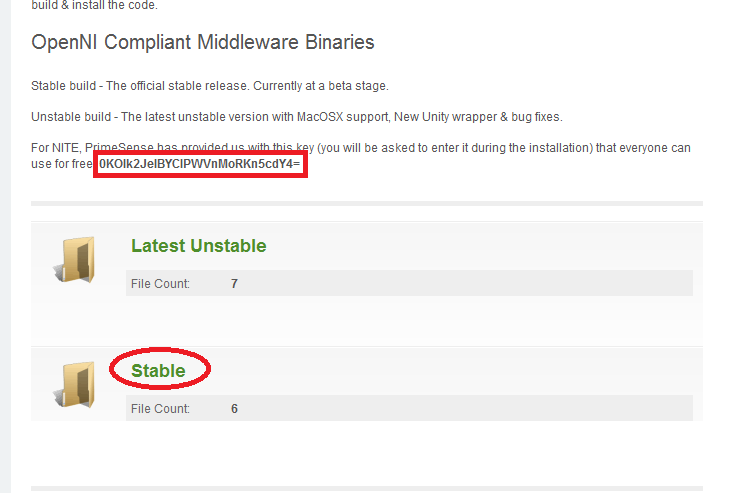 build & install the code.
OpenNI Compliant Middleware Binaries
Stable build - The official stable release. Currently at a beta stage.
Unstable build - The latest unstable version with MacOSX support, New Unity wrapper & bug fixes.
For NITE, PrimeSense has provided us with this key (you will be asked to enter it during the installation) that everyone can
use for free: 0KOIk2JeIBYClPWVnMoRKn5cdY4=
Latest Unstable
File Count: 7
Stable
File Count: 6